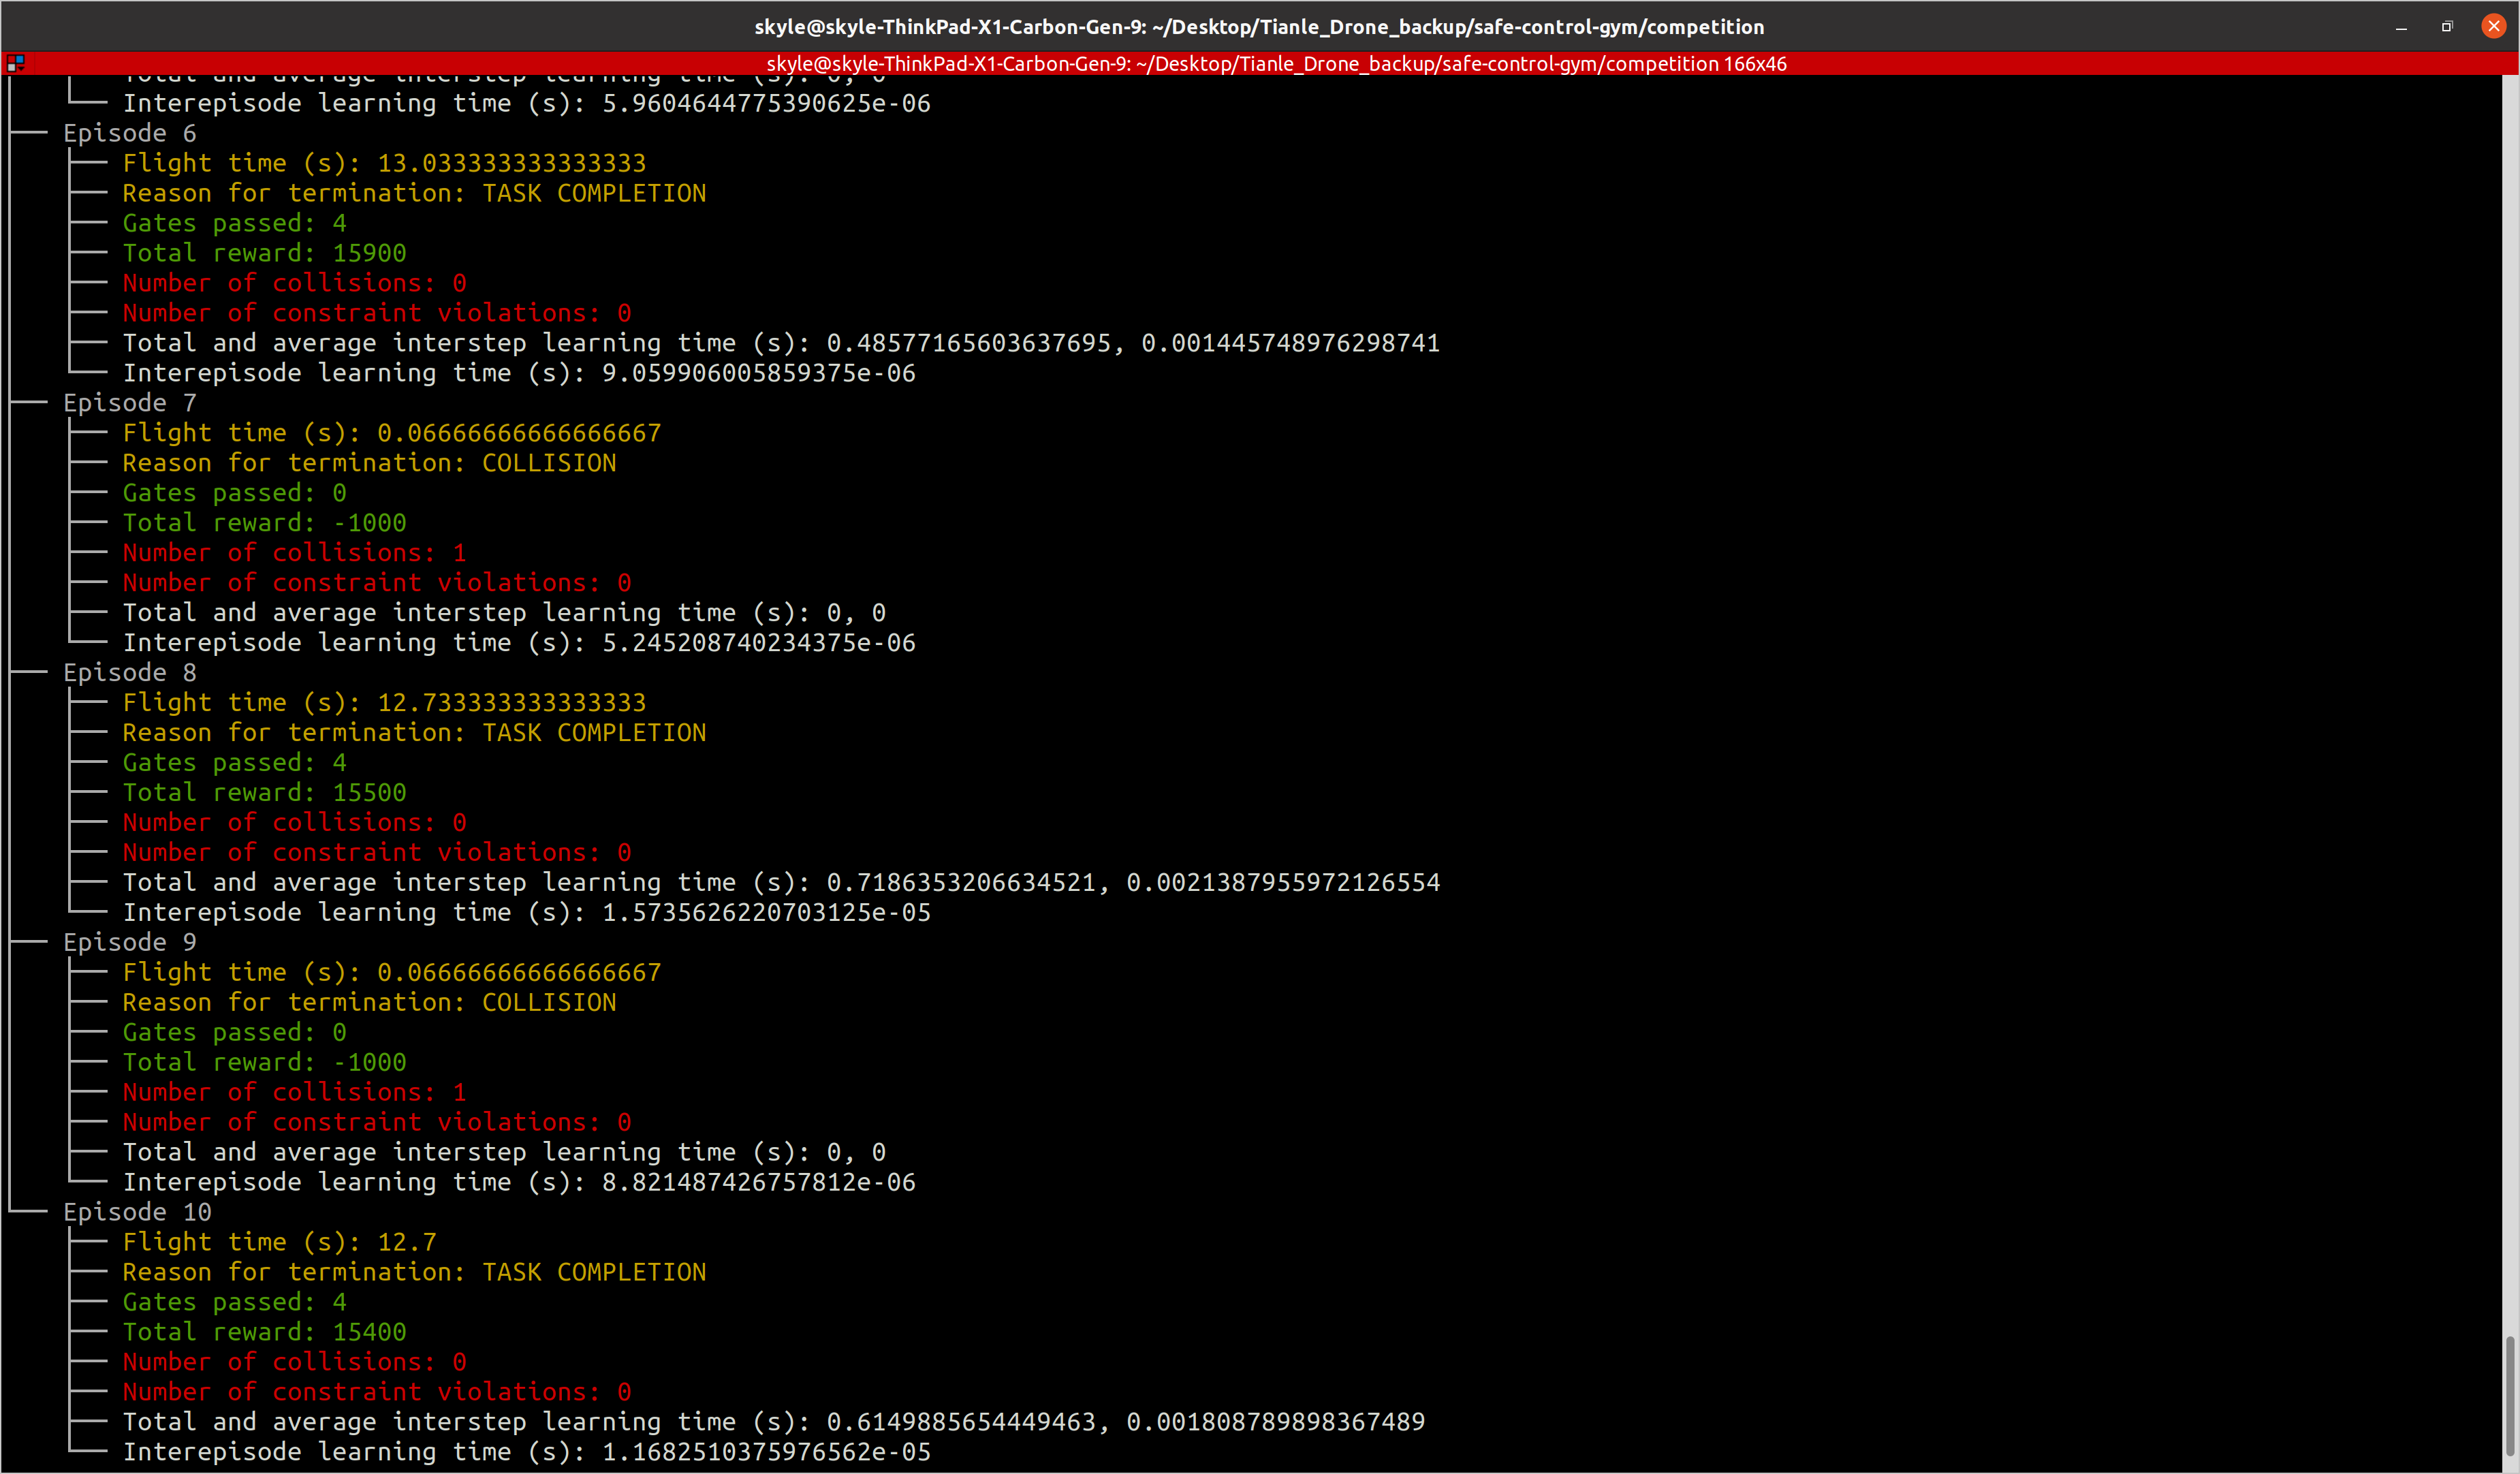 skyle@skyle-ThinkPad-X1-Carbon-Gen-9: ~/Desktop/Tianle_Drone_backup/safe-control-gym/competition
skyle@skyle-ThinkPad-X1-Carbon-Gen-9: ~/Desktop/Tianle_Drone_backup/safe-control-gym/competition 166x46
Total and average interstep learning time (s): 0, 0
Interepisode learning time (s): 5.9604644775390625e-06
Episode 6
Flight time (s): 13.033333333333333
Reason for termination: TASK COMPLETION
Gates passed: 4
Total reward: 15900
Number of collisions: 0
Number of constraint violations: 0
Total and average interstep learning time (s): 0.48577165603637695, 0.001445748976298741
Interepisode learning time (s): 9.059906005859375e-06
Episode 7
Flight time (s): 0.06666666666666667
Reason for termination: COLLISION
Gates passed: 0
Total reward: -1000
Number of collisions: 1
Number of constraint violations: 0
Total and average interstep learning time (s): 0, 0
Interepisode learning time (s): 5.245208740234375e-06
Episode 8
Flight time (s): 12.733333333333333
Reason for termination: TASK COMPLETION
Gates passed: 4
Total reward: 15500
Number of collisions: 0
Number of constraint violations: 0
Total and average interstep learning time (s): 0.7186353206634521, 0.0021387955972126554
Interepisode learning time (s): 1.5735626220703125e-05
Episode 9
Flight time (s): 0.06666666666666667
Reason for termination: COLLISION
Gates passed: 0
Total reward: -1000
Number of collisions: 1
Number of constraint violations: 0
Total and average interstep learning time (s): 0, 0
Interepisode learning time (s): 8.821487426757812e-06
Episode 10
Flight time (s): 12.7
Reason for termination: TASK COMPLETION
Gates passed: 4
Total reward: 15400
Number of collisions: 0
Number of constraint violations: 0
Total and average interstep learning time (s): 0.6149885654449463, 0.001808789898367489
Interepisode learning time (s): 1.1682510375976562e-05